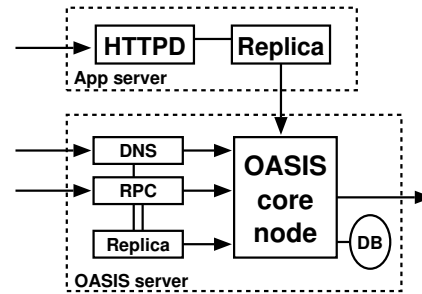 HTTPD
Replica
App server
DNS
RPC
Replica
OASIS
core
node
DB
OASIS server